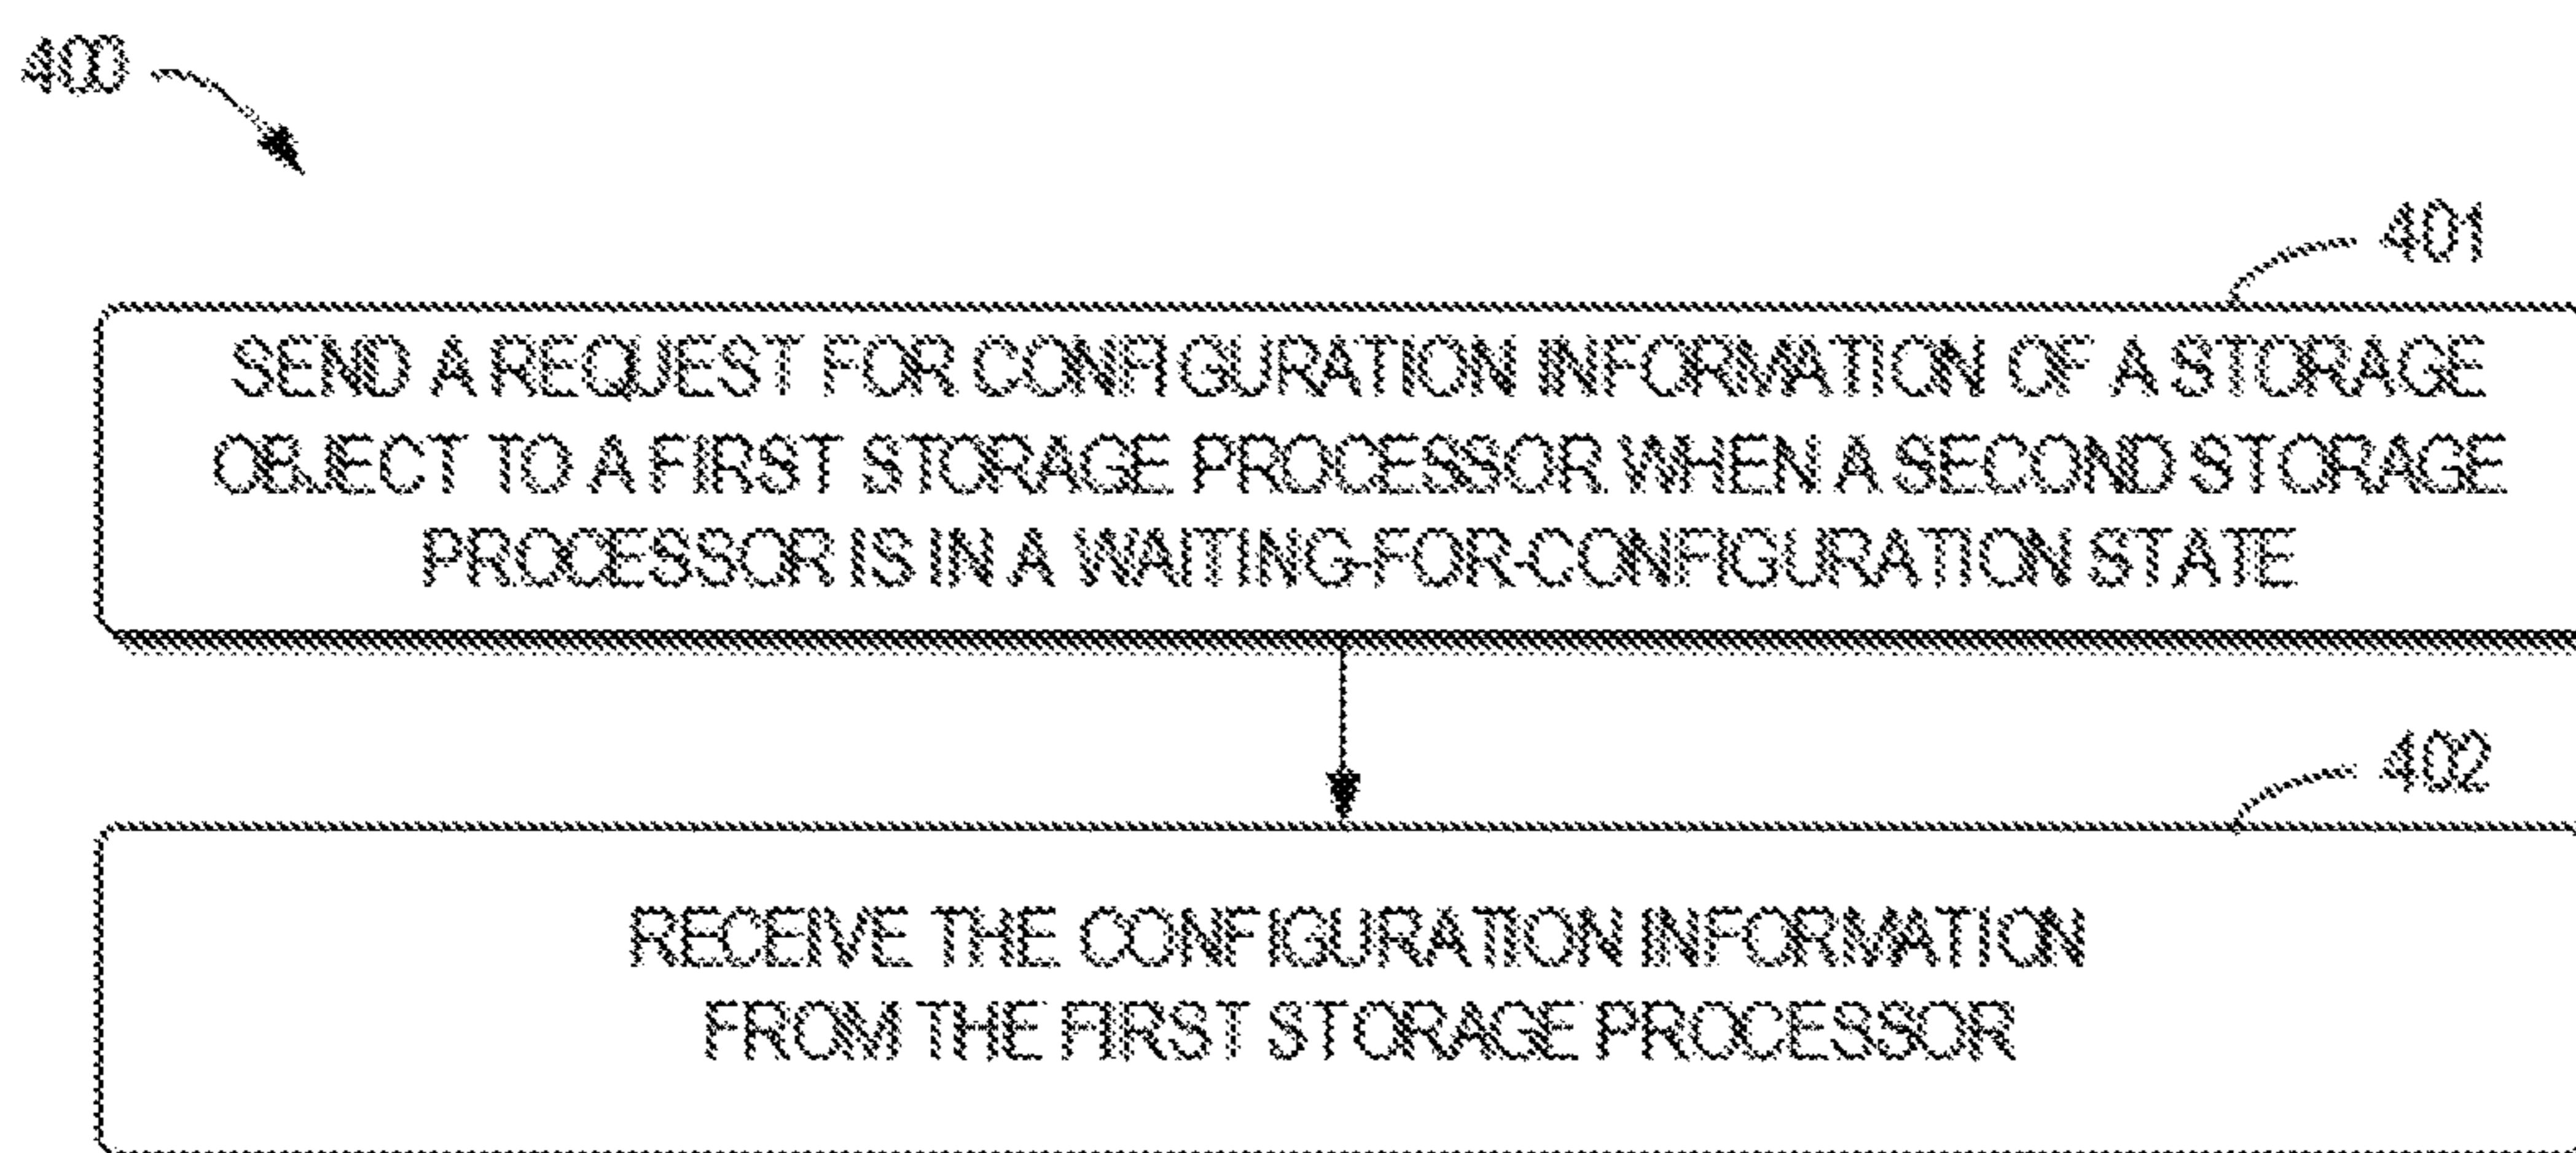 400
401
SEND A REQUEST FOR CONFIGURATION INFORMATION OF A STORAGE
OBJECT TO A FIRST STORAGE PROCESSOR WHEN A SECOND STORAGE
PROCESSOR IS IN A WAITING-FOR-CONFIGURATION STATE
402
RECEIVE THE CONFIGURATION INFORMATION
FROM THE FIRST STORAGE PROCESSOR